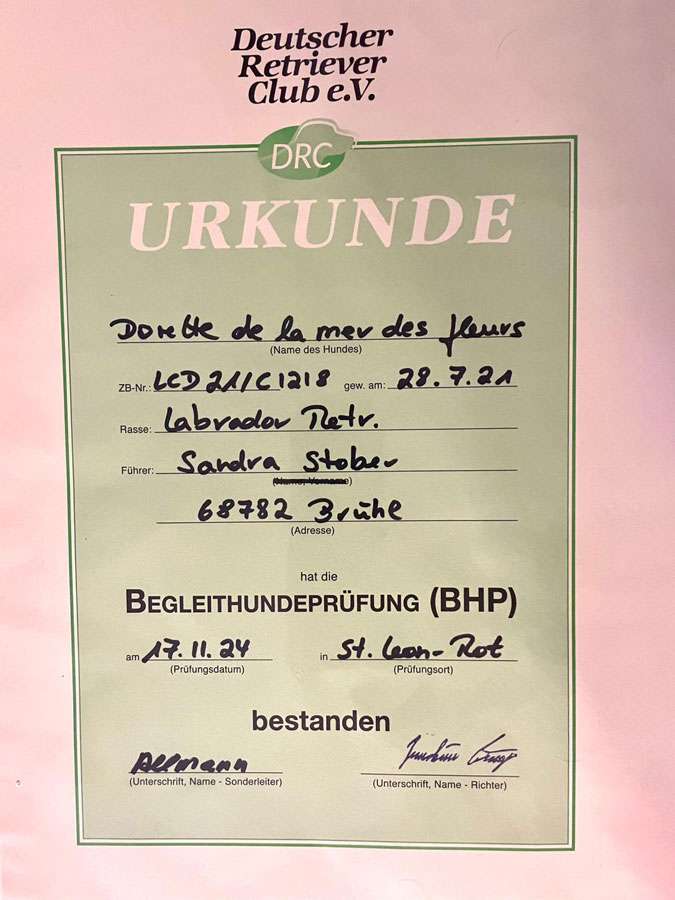 Deutscher
Retriever
Club e.V.
DRC
URKUNDE
Dorette de la mer des fleurs
(Name des Hundes)
ZB-Nr.: LCD 21/C1218 gew. am: 28.7.21
Rasse: Labrador Retr.
Führer: Sandra Stober
(Name, Vorname)
68782 Brühl
(Adresse)
hat die
BEGLEITHUNDEPRÜFUNG (BHP)
am 17.11.24 in St. Leon-Rot
(Prüfungsdatum) (Prüfungsort)
bestanden
Allmann
(Unterschrift, Name - Sonderleiter) (Unterschrift, Name - Richter)